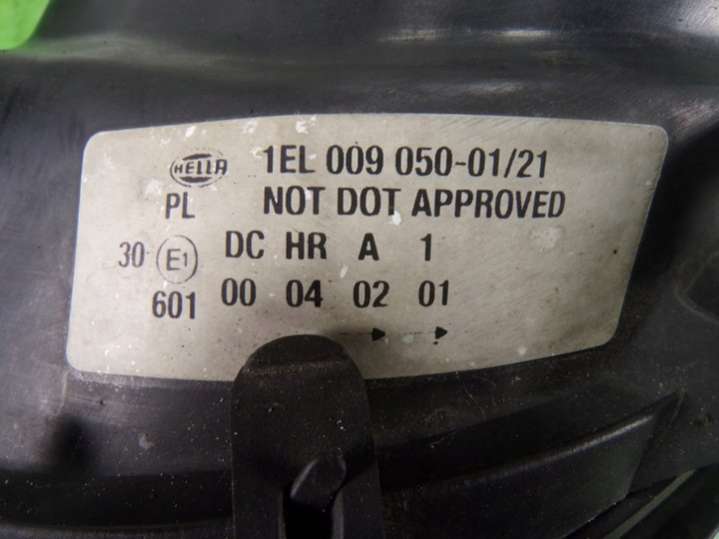 HELLA 1EL 009 050-01/21
PL NOT DOT APPROVED
30 E1 DC HR A 1
601 00 04 02 01